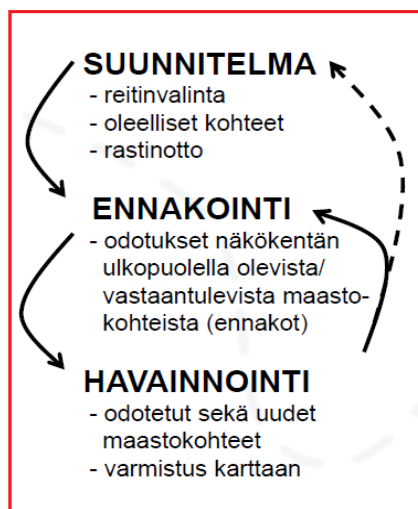 SUUNNITELMA
- reitinvalinta
- oleelliset kohteet
- rastinotto
ENNAKOINTI
- odotukset näkökentän
ulkopuolella olevista/
vastaantulevista maasto-
kohteista (ennakot)
HAVAINNOINTI
- odotetut sekä uudet
maastokohteet
- varmistus karttaan